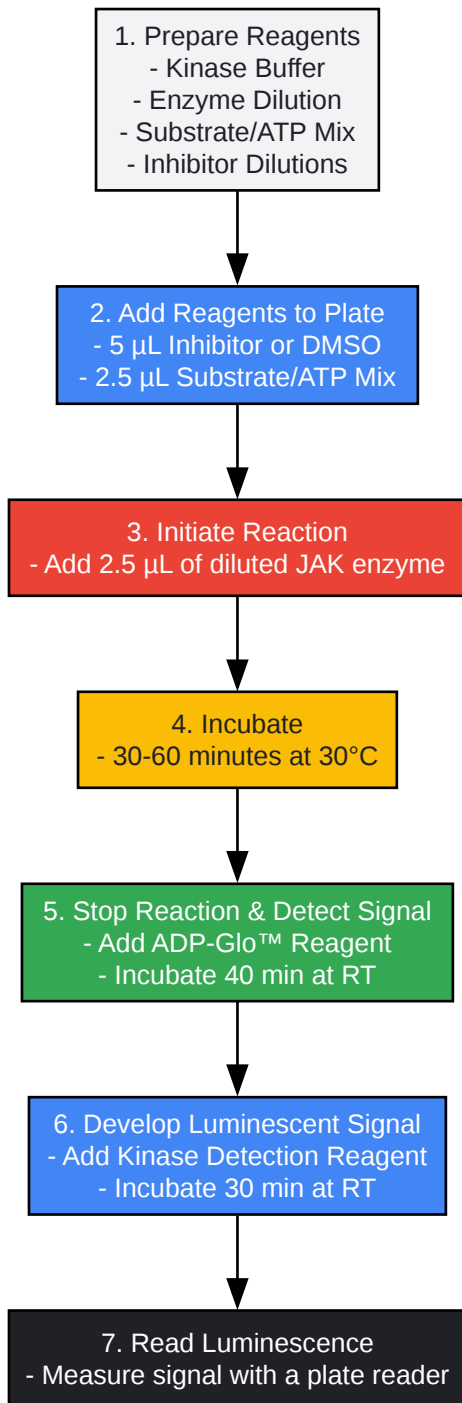 1. Prepare Reagents
- Kinase Buffer
- Enzyme Dilution
- Substrate/ATP Mix
- Inhibitor Dilutions
2. Add Reagents to Plate
- 5 µL Inhibitor or DMSO
- 2.5 µL Substrate/ATP Mix
3. Initiate Reaction
- Add 2.5 µL of diluted JAK enzyme
4. Incubate
- 30-60 minutes at 30°C
5. Stop Reaction & Detect Signal
- Add ADP-Glo™ Reagent
- Incubate 40 min at RT
6. Develop Luminescent Signal
- Add Kinase Detection Reagent
- Incubate 30 min at RT
7. Read Luminescence
- Measure signal with a plate reader